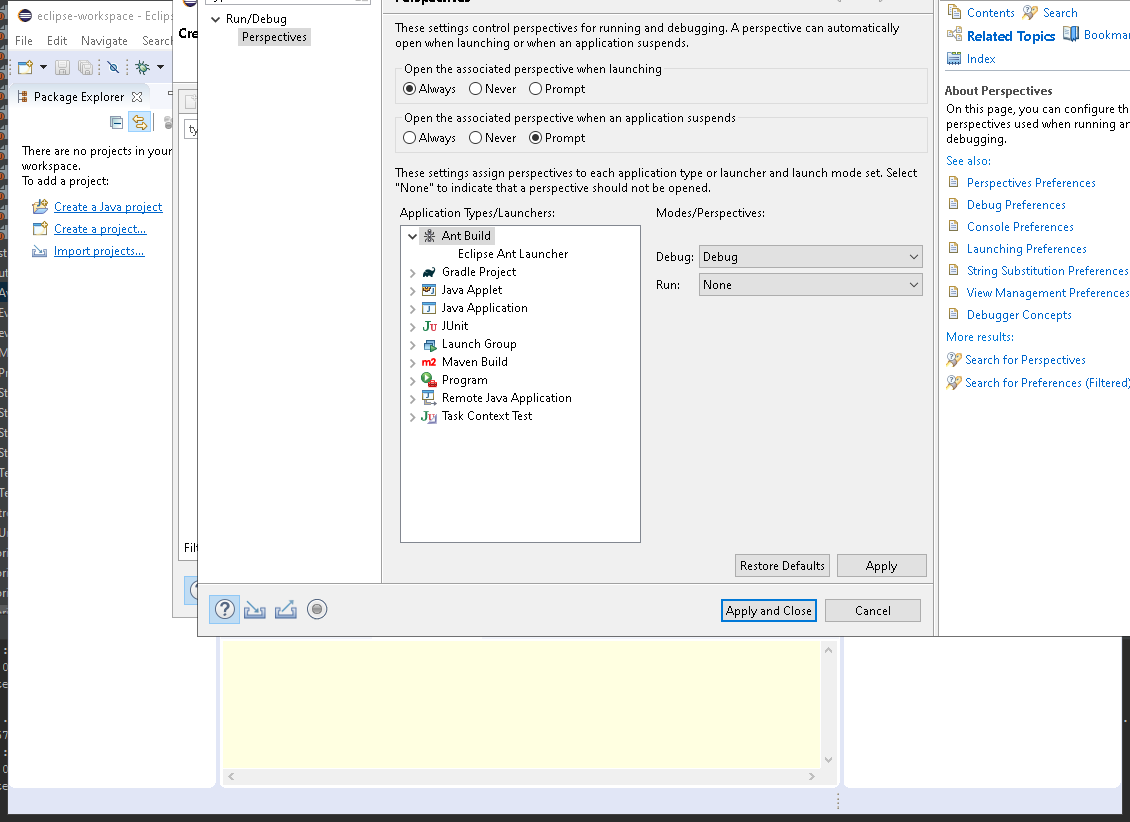 eclipse-workspace - Eclips
File Edit Navigate Search
Package Explorer
There are no projects in your
workspace.
To add a project:
Create a Java project
Create a project...
Import projects...
Cre
Filt
Run/Debug
Perspectives
Perspectives
These settings control perspectives for running and debugging. A perspective can automatically
open when launching or when an application suspends.
Open the associated perspective when launching
Always Never Prompt
Open the associated perspective when an application suspends
Always Never Prompt
These settings assign perspectives to each application type or launcher and launch mode set. Select
"None" to indicate that a perspective should not be opened.
Application Types/Launchers:
Ant Build
Eclipse Ant Launcher
Gradle Project
Java Applet
Java Application
JUnit
Launch Group
Maven Build
Program
Remote Java Application
Task Context Test
Modes/Perspectives:
Debug: Debug
Run: None
Restore Defaults Apply
Apply and Close Cancel
Contents Search
Related Topics Bookmar
Index
About Perspectives
On this page, you can configure th
perspectives used when running an
debugging.
See also:
Perspectives Preferences
Debug Preferences
Console Preferences
Launching Preferences
String Substitution Preferences
View Management Preferences
Debugger Concepts
More results:
Search for Perspectives
Search for Preferences (Filtered)